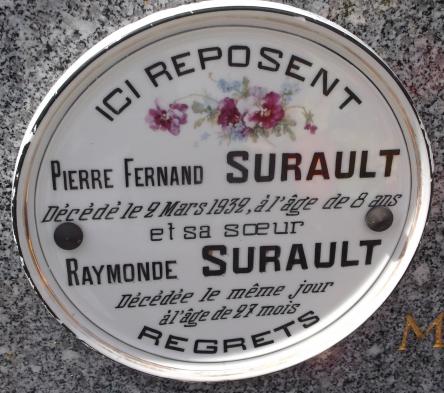 ICI REPOSENT
PIERRE FERNAND SURAULT
Décédé le 2 Mars 1939, à l'âge de 8 ans
et sa sœur
RAYMONDE SURAULT
Décédée le même jour
à l'âge de 27 mois
REGRETS
M